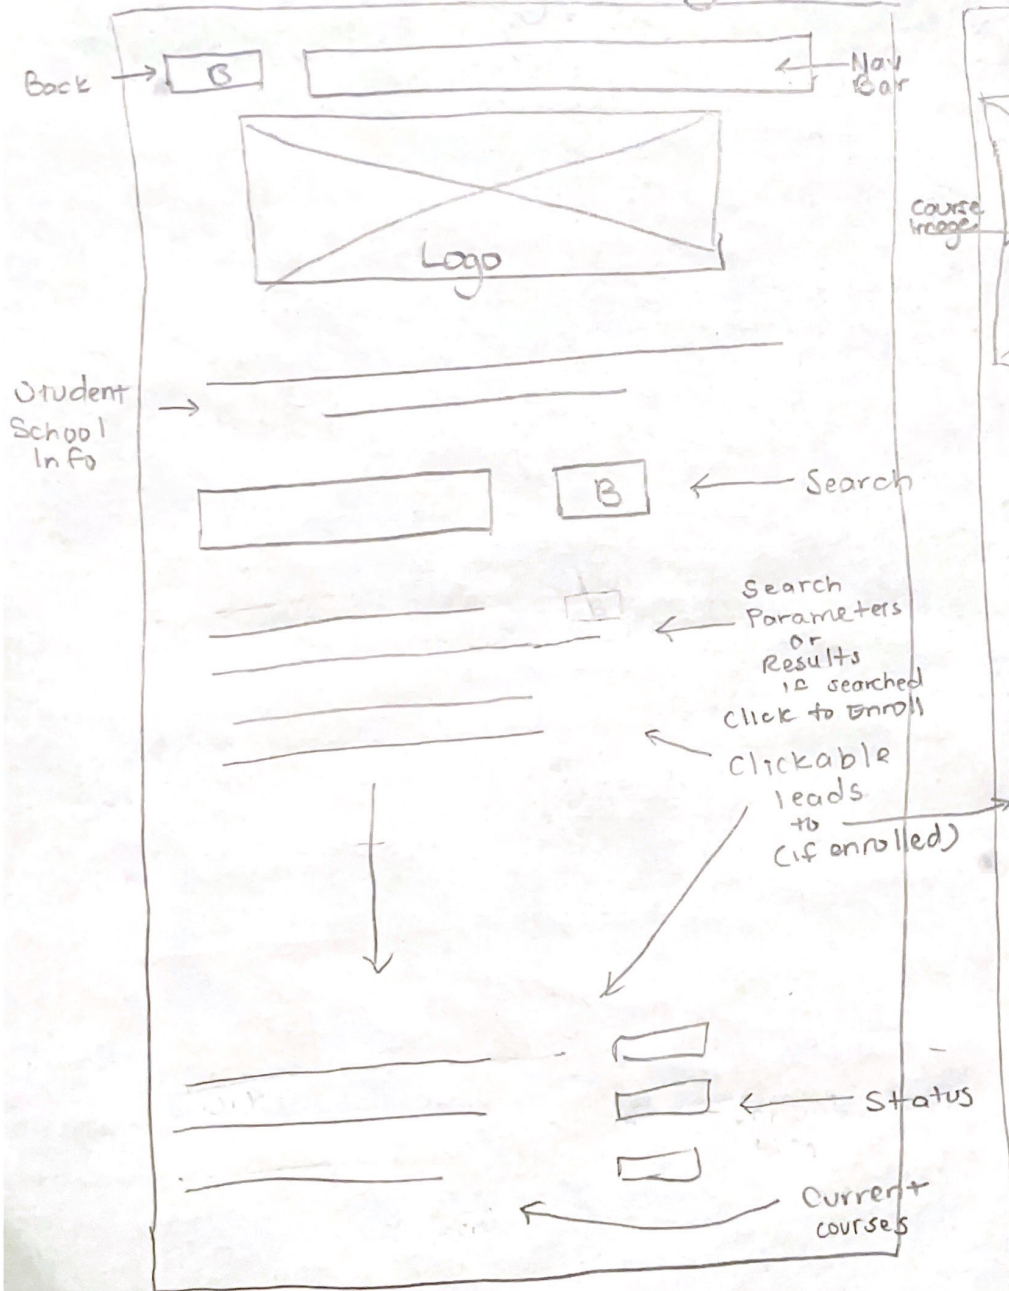 Back
B
Nav
Bar
Logo
Course
Image
Student
School
Info
B
Search
B
Search
Parameters
or
Results
if searched
Click to Enroll
Clickable
leads
to
(if enrolled)
Status
Current
courses